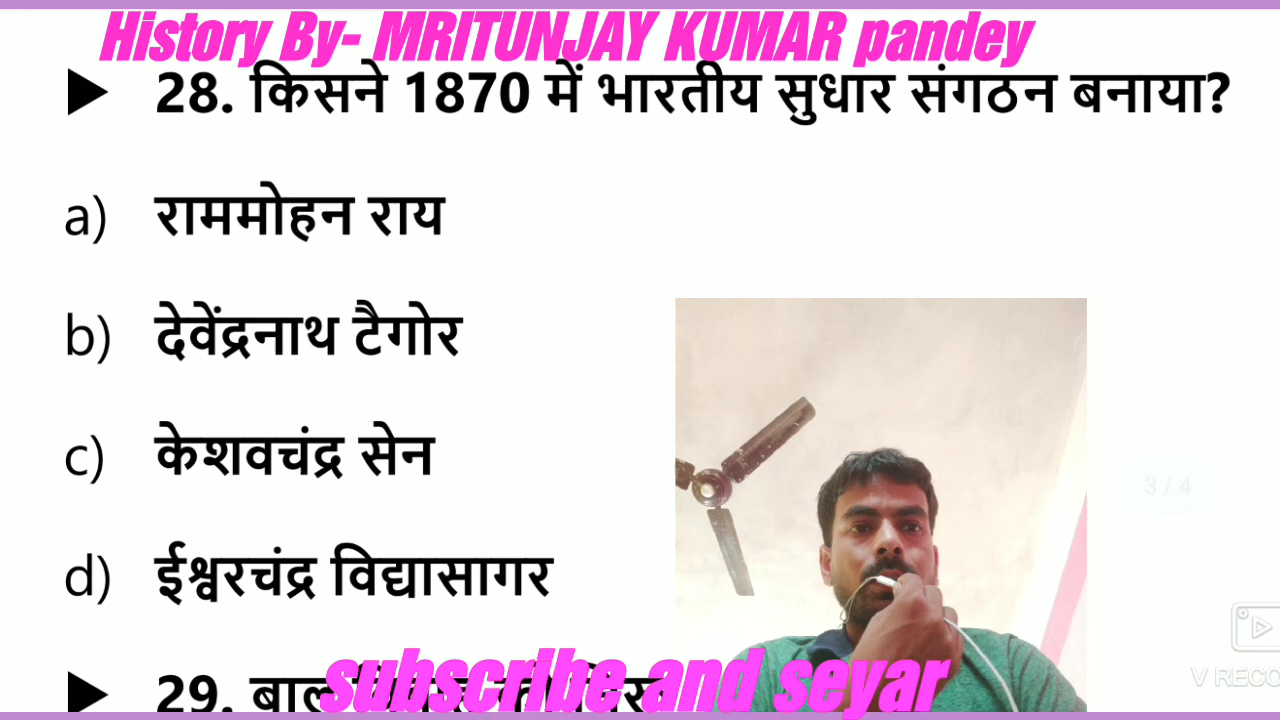 History By- MRITUNJAY KUMAR pandey
▶ 28. किसने 1870 में भारतीय सुधार संगठन बनाया?
a) राममोहन राय
b) देवेंद्रनाथ टैगोर
c) केशवचंद्र सेन
d) ईश्वरचंद्र विद्यासागर
3 / 4
▶ 29. बाल
subscribe and seyar
V RECO